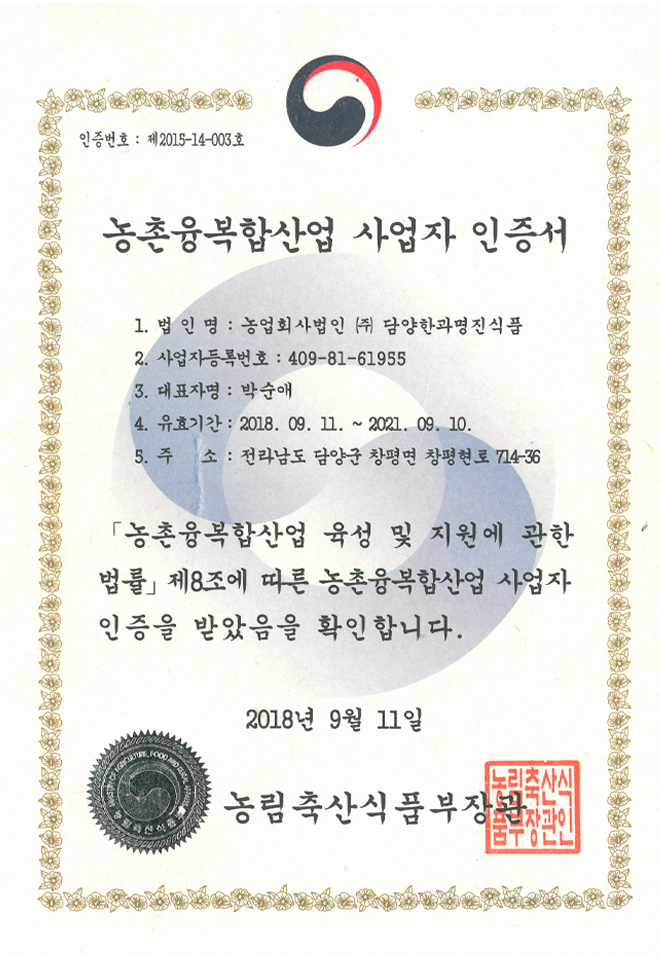 인증번호 : 제2015-14-003호
농촌융복합산업 사업자 인증서
1. 법 인 명 : 농업회사법인 ㈜ 담양한과명진식품
2. 사업자등록번호 : 409-81-61955
3. 대표자명 : 박순애
4. 유효기간 : 2018. 09. 11. ~ 2021. 09. 10.
5. 주 소 : 전라남도 담양군 창평면 창평현로 714-36
「농촌융복합산업 육성 및 지원에 관한
법률」제8조에 따른 농촌융복합산업 사업자
인증을 받았음을 확인합니다.
2018년 9월 11일
농림축산식품부장관
농림축산식
품부장관인
MINISTRY OF AGRICULTURE, FOOD AND RURAL AFFAIRS
농림축산식품부